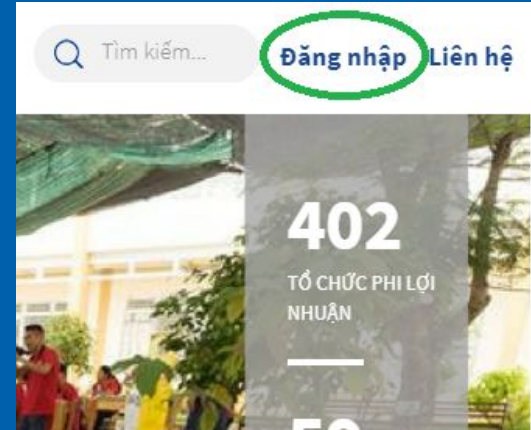 Tìm kiếm...
Đăng nhập
Liên hệ
402
TỔ CHỨC PHI LỢI
NHUẬN